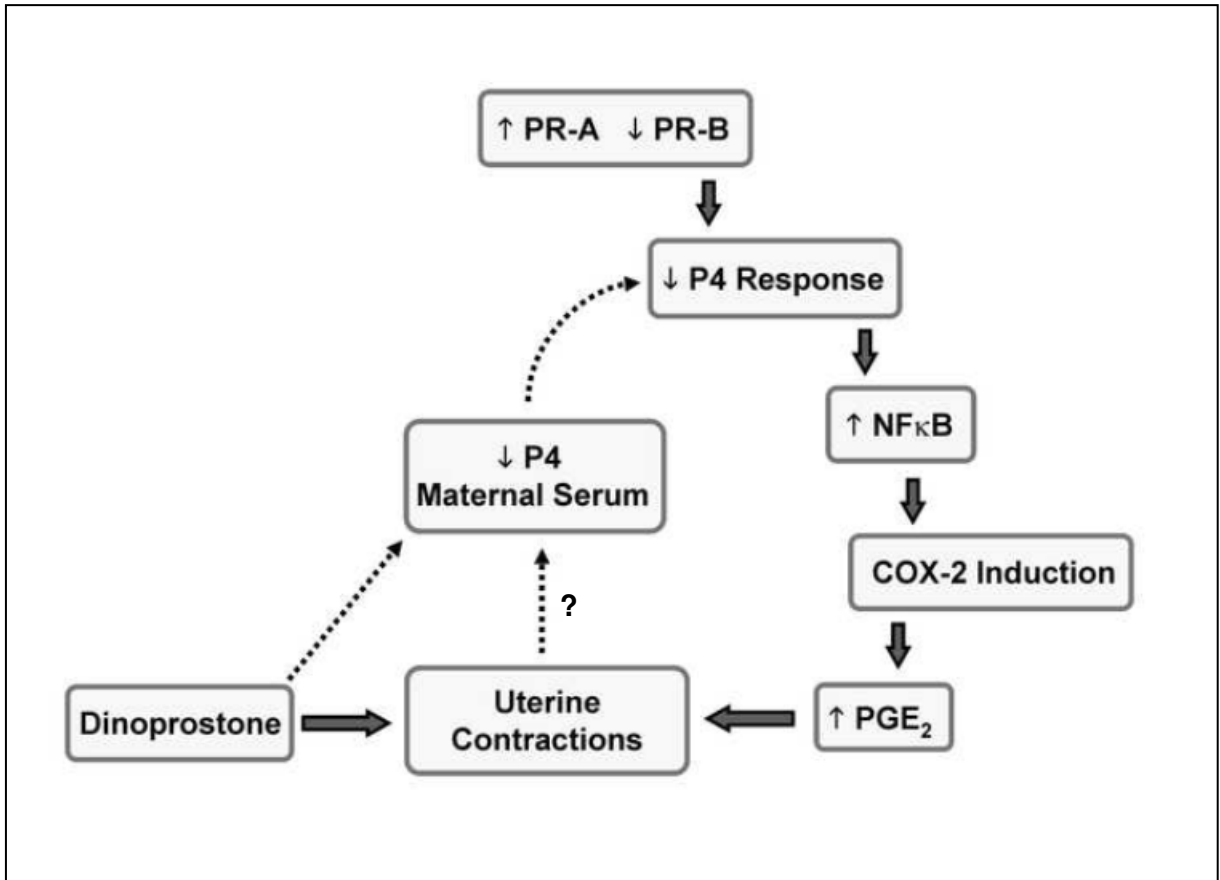 ↑ PR-A ↓ PR-B
↓ P4 Response
↑ NFκB
↓ P4
Maternal Serum
COX-2 Induction
?
Dinoprostone
Uterine
Contractions
↑ PGE₂